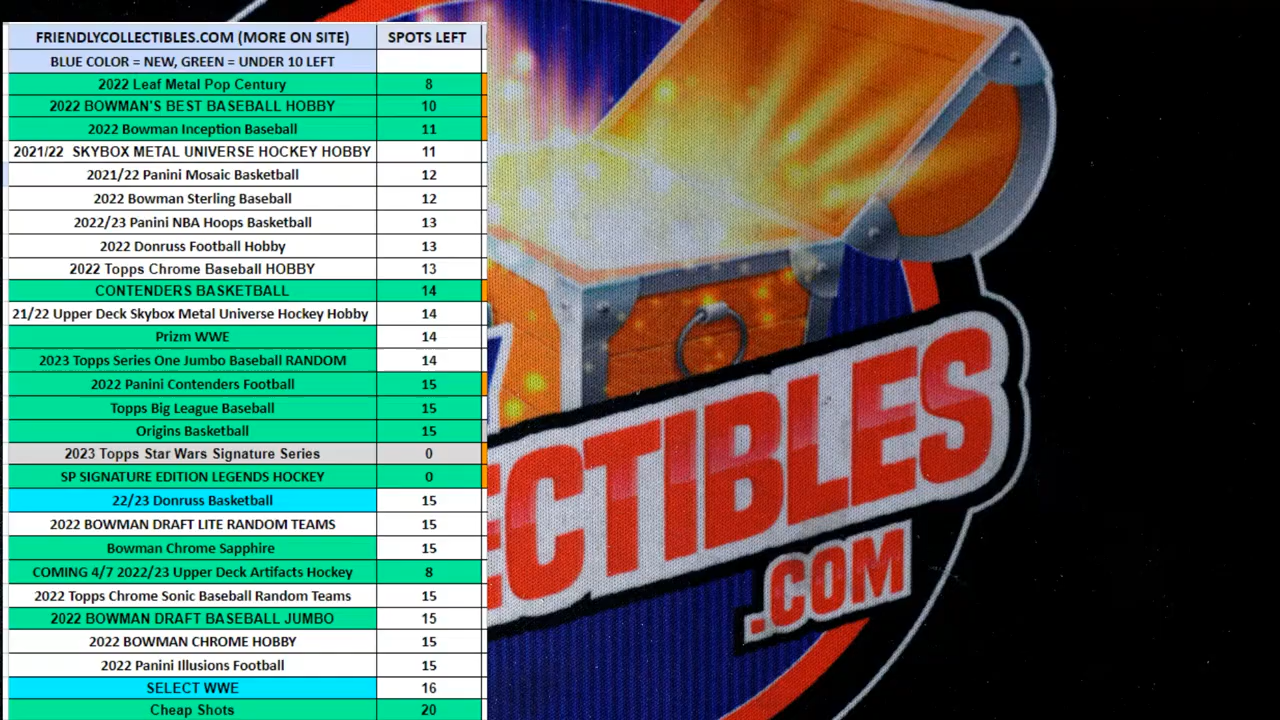 FRIENDLYCOLLECTIBLES.COM (MORE ON SITE) SPOTS LEFT
BLUE COLOR = NEW, GREEN = UNDER 10 LEFT
2022 Leaf Metal Pop Century 8
2022 BOWMAN'S BEST BASEBALL HOBBY 10
2022 Bowman Inception Baseball 11
2021/22 SKYBOX METAL UNIVERSE HOCKEY HOBBY 11
2021/22 Panini Mosaic Basketball 12
2022 Bowman Sterling Baseball 12
2022/23 Panini NBA Hoops Basketball 13
2022 Donruss Football Hobby 13
2022 Topps Chrome Baseball HOBBY 13
CONTENDERS BASKETBALL 14
21/22 Upper Deck Skybox Metal Universe Hockey Hobby 14
Prizm WWE 14
2023 Topps Series One Jumbo Baseball RANDOM 14
2022 Panini Contenders Football 15
Topps Big League Baseball 15
Origins Basketball 15
2023 Topps Star Wars Signature Series 0
SP SIGNATURE EDITION LEGENDS HOCKEY 0
22/23 Donruss Basketball 15
2022 BOWMAN DRAFT LITE RANDOM TEAMS 15
Bowman Chrome Sapphire 15
COMING 4/7 2022/23 Upper Deck Artifacts Hockey 8
2022 Topps Chrome Sonic Baseball Random Teams 15
2022 BOWMAN DRAFT BASEBALL JUMBO 15
2022 BOWMAN CHROME HOBBY 15
2022 Panini Illusions Football 15
SELECT WWE 16
Cheap Shots 20
ECTIBLES
.COM